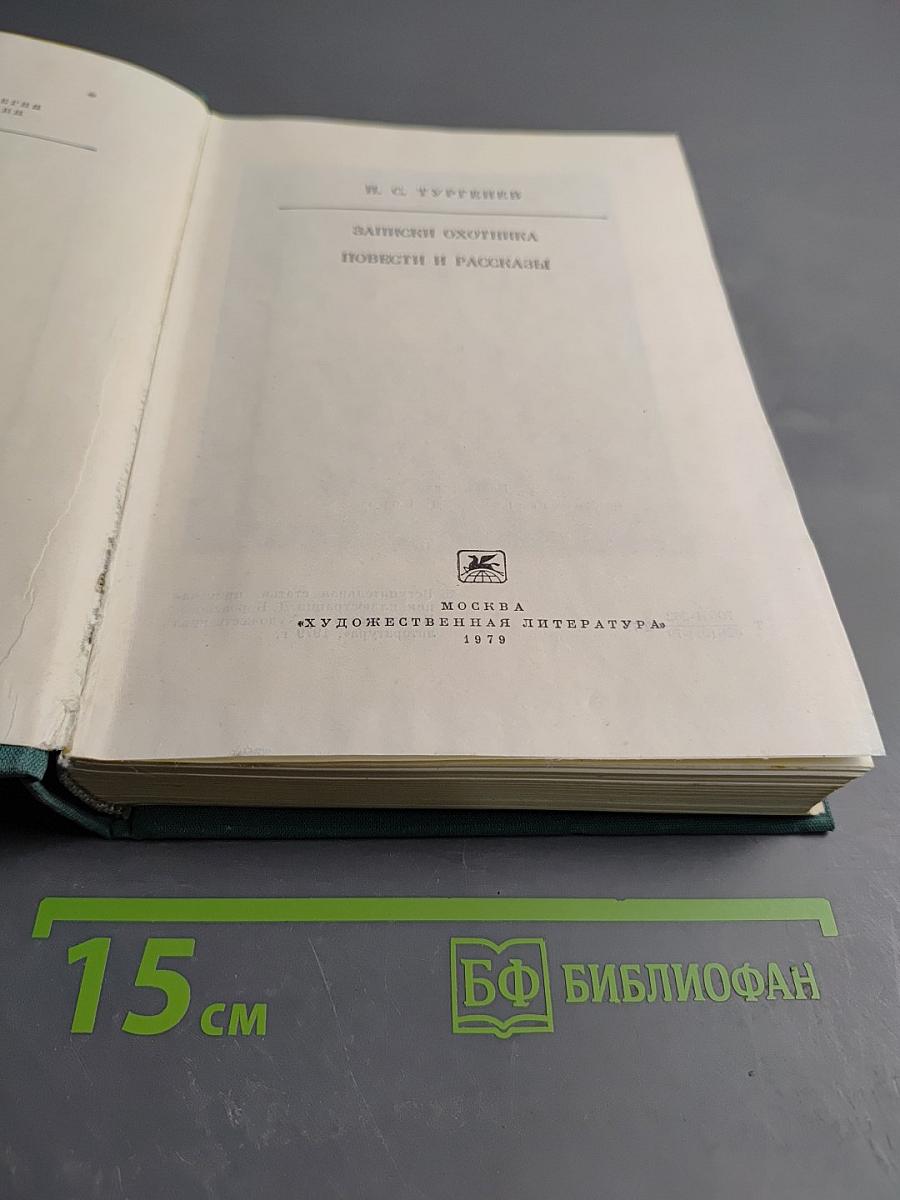 И. С. ТУРГЕНЕВ
ЗАПИСКИ ОХОТНИКА
ПОВЕСТИ И РАССКАЗЫ
МОСКВА
«ХУДОЖЕСТВЕННАЯ ЛИТЕРАТУРА»
1979
15 см
БФ БИБЛИОФАН